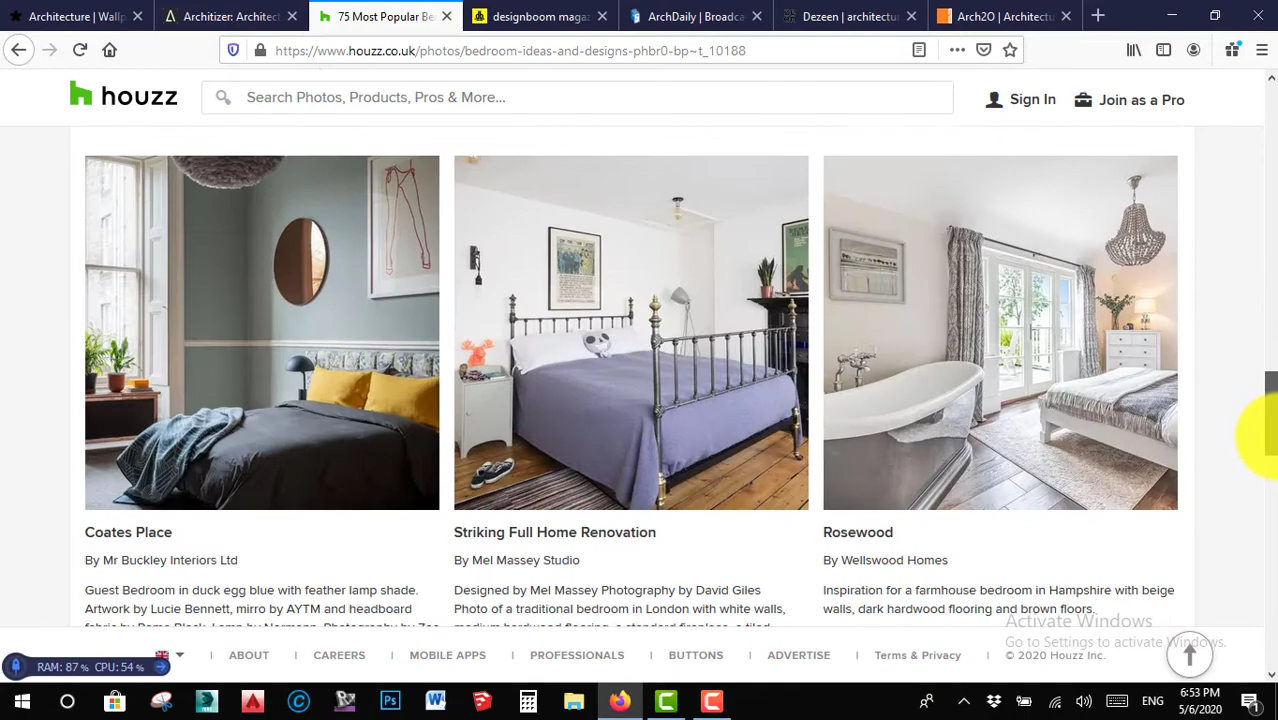 Architecture | Wallp
Architizer: Architect
75 Most Popular Be
designboom magaz
ArchDaily | Broadca
Dezeen | architectu
Arch2O | Architectu
https://www.houzz.co.uk/photos/bedroom-ideas-and-designs-phbr0-bp~t_10188
houzz
Search Photos, Products, Pros & More...
Sign In
Join as a Pro
Coates Place
Striking Full Home Renovation
Rosewood
By Mr Buckley Interiors Ltd
By Mel Massey Studio
By Wellswood Homes
Guest Bedroom in duck egg blue with feather lamp shade.
Artwork by Lucie Bennett, mirro by AYTM and headboard
Designed by Mel Massey Photography by David Giles
Photo of a traditional bedroom in London with white walls,
Inspiration for a farmhouse bedroom in Hampshire with beige
walls, dark hardwood flooring and brown floors.
Activate Windows
Go to Settings to activate Windows.
ABOUT
CAREERS
MOBILE APPS
PROFESSIONALS
BUTTONS
ADVERTISE
Terms & Privacy
© 2020 Houzz Inc.
RAM: 87 % CPU: 54 %
ENG
6:53 PM
5/6/2020